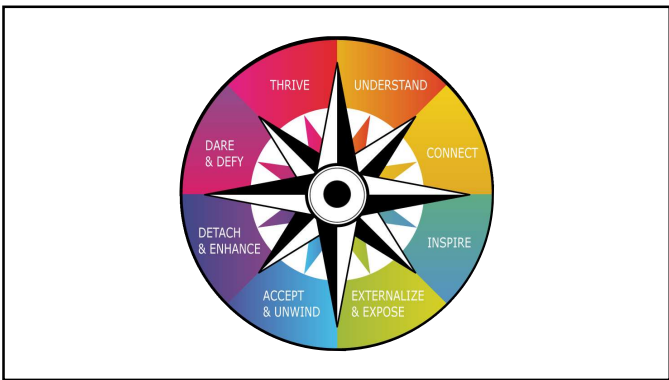 THRIVE
UNDERSTAND
CONNECT
INSPIRE
EXTERNALIZE
& EXPOSE
ACCEPT
& UNWIND
DETACH
& ENHANCE
DARE
& DEFY